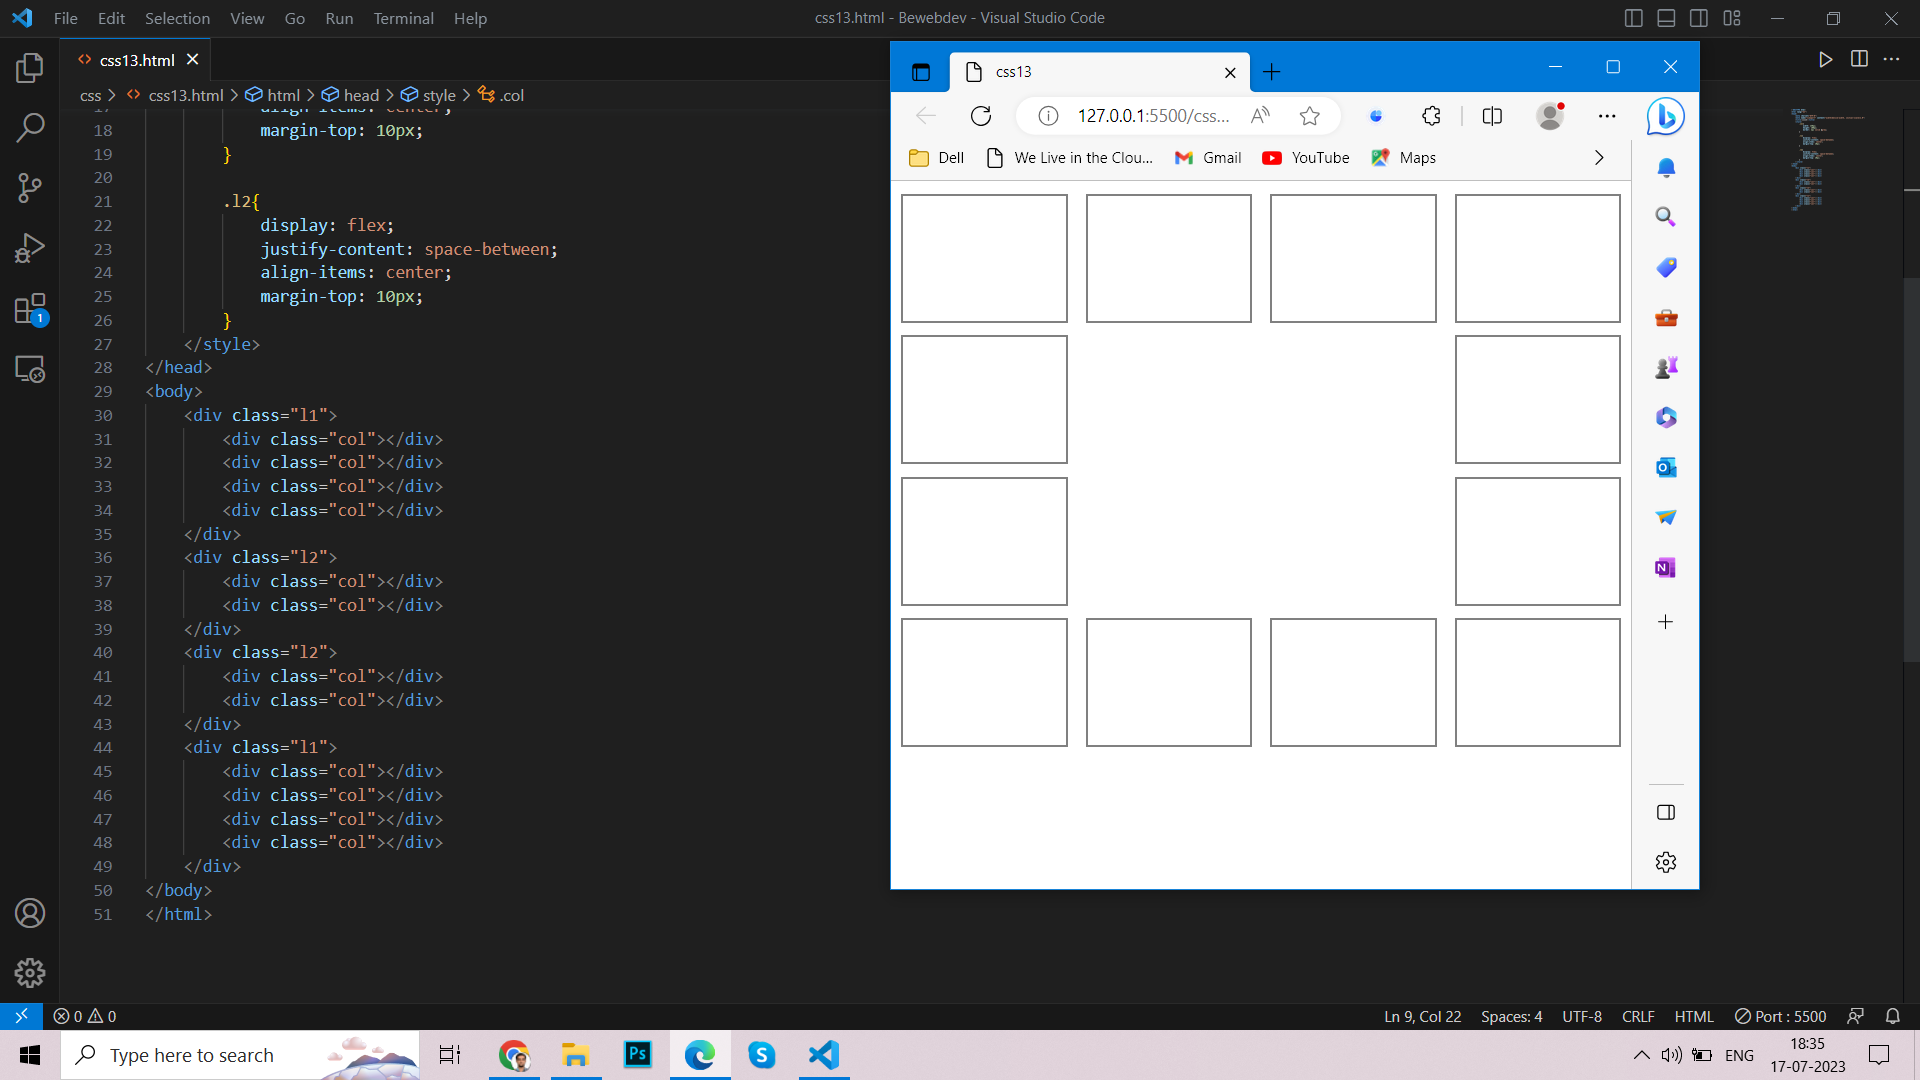 File Edit Selection View Go Run Terminal Help
css13.html - Bewebdev - Visual Studio Code
css13.html
css > css13.html > html > head > style > .col
align-items: center;
18 margin-top: 10px;
19 }
20
21 .l2{
22 display: flex;
23 justify-content: space-between;
24 align-items: center;
25 margin-top: 10px;
26 }
27 </style>
28 </head>
29 <body>
30 <div class="l1">
31 <div class="col"></div>
32 <div class="col"></div>
33 <div class="col"></div>
34 <div class="col"></div>
35 </div>
36 <div class="l2">
37 <div class="col"></div>
38 <div class="col"></div>
39 </div>
40 <div class="l2">
41 <div class="col"></div>
42 <div class="col"></div>
43 </div>
44 <div class="l1">
45 <div class="col"></div>
46 <div class="col"></div>
47 <div class="col"></div>
48 <div class="col"></div>
49 </div>
50 </body>
51 </html>
css13
127.0.0.1:5500/css...
Dell We Live in the Clou... Gmail YouTube Maps
1
0 0
Ln 9, Col 22 Spaces: 4 UTF-8 CRLF HTML Port : 5500
Type here to search
Ps
ENG
18:35
17-07-2023